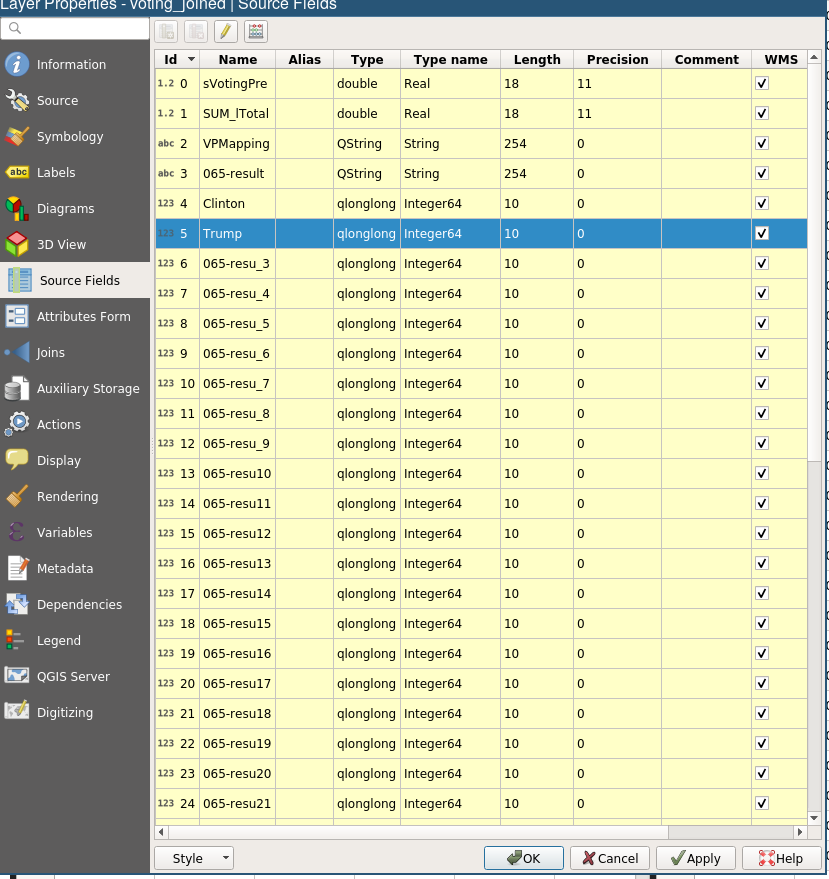 Layer Properties - voting_joined | Source Fields
Information
Source
Symbology
abc Labels
Diagrams
3D View
Source Fields
Attributes Form
Joins
Auxiliary Storage
Actions
Display
Rendering
Variables
Metadata
Dependencies
Legend
QGIS Server
Digitizing
Id Name Alias Type Type name Length Precision Comment WMS
1.2 0 sVotingPre double Real 18 11
1.2 1 SUM_lTotal double Real 18 11
abc 2 VPMapping QString String 254 0
abc 3 065-result QString String 254 0
123 4 Clinton qlonglong Integer64 10 0
123 5 Trump qlonglong Integer64 10 0
123 6 065-resu_3 qlonglong Integer64 10 0
123 7 065-resu_4 qlonglong Integer64 10 0
123 8 065-resu_5 qlonglong Integer64 10 0
123 9 065-resu_6 qlonglong Integer64 10 0
123 10 065-resu_7 qlonglong Integer64 10 0
123 11 065-resu_8 qlonglong Integer64 10 0
123 12 065-resu_9 qlonglong Integer64 10 0
123 13 065-resu10 qlonglong Integer64 10 0
123 14 065-resu11 qlonglong Integer64 10 0
123 15 065-resu12 qlonglong Integer64 10 0
123 16 065-resu13 qlonglong Integer64 10 0
123 17 065-resu14 qlonglong Integer64 10 0
123 18 065-resu15 qlonglong Integer64 10 0
123 19 065-resu16 qlonglong Integer64 10 0
123 20 065-resu17 qlonglong Integer64 10 0
123 21 065-resu18 qlonglong Integer64 10 0
123 22 065-resu19 qlonglong Integer64 10 0
123 23 065-resu20 qlonglong Integer64 10 0
123 24 065-resu21 qlonglong Integer64 10 0
Style OK Cancel Apply Help